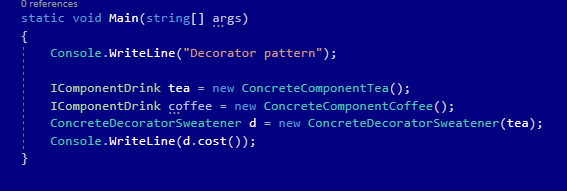 0 references
static void Main(string[] args)
{
Console.WriteLine("Decorator pattern");
IComponentDrink tea = new ConcreteComponentTea();
IComponentDrink coffee = new ConcreteComponentCoffee();
ConcreteDecoratorSweatener d = new ConcreteDecoratorSweatener(tea);
Console.WriteLine(d.cost());
}